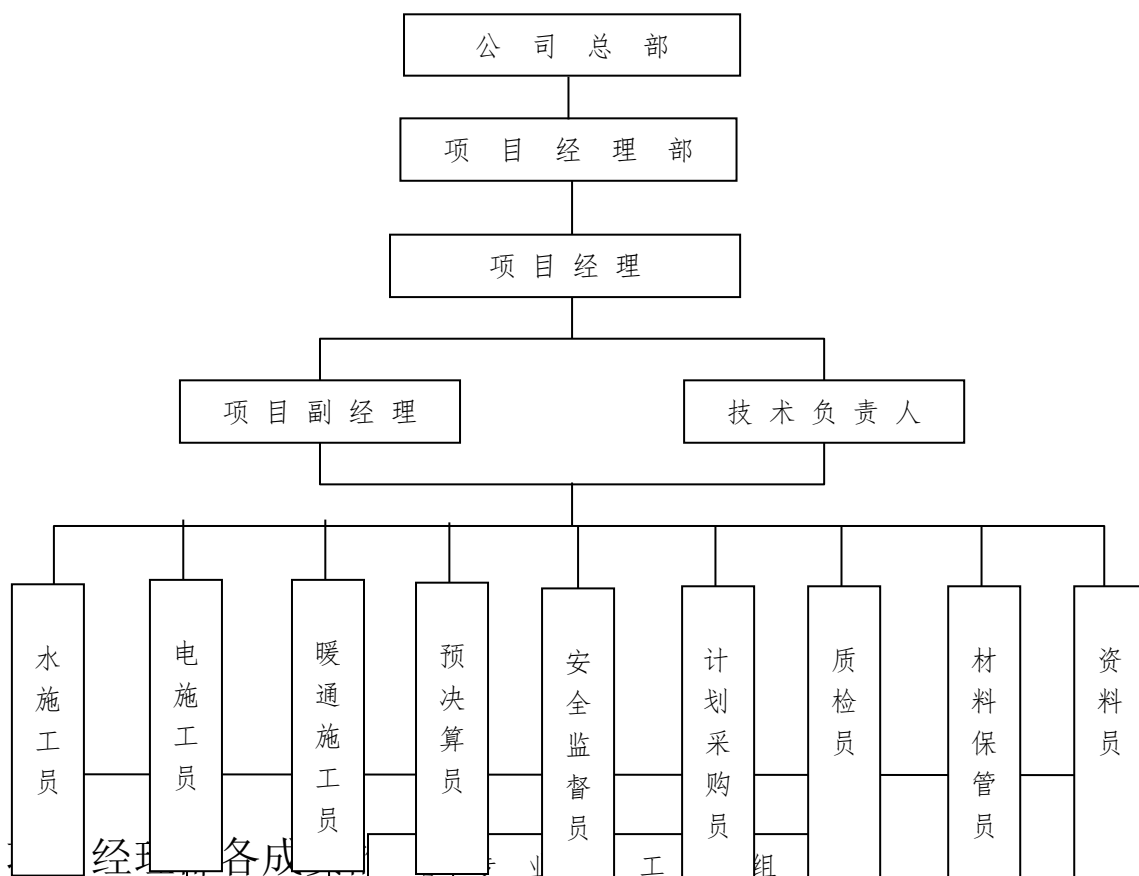 公司总部
项目经理部
项目经理
项目副经理
技术负责人
水施工员
电施工员
暖通施工员
预决算员
安全监督员
计划采购员
质检员
材料保管员
资料员
经理 各成
业 工 组